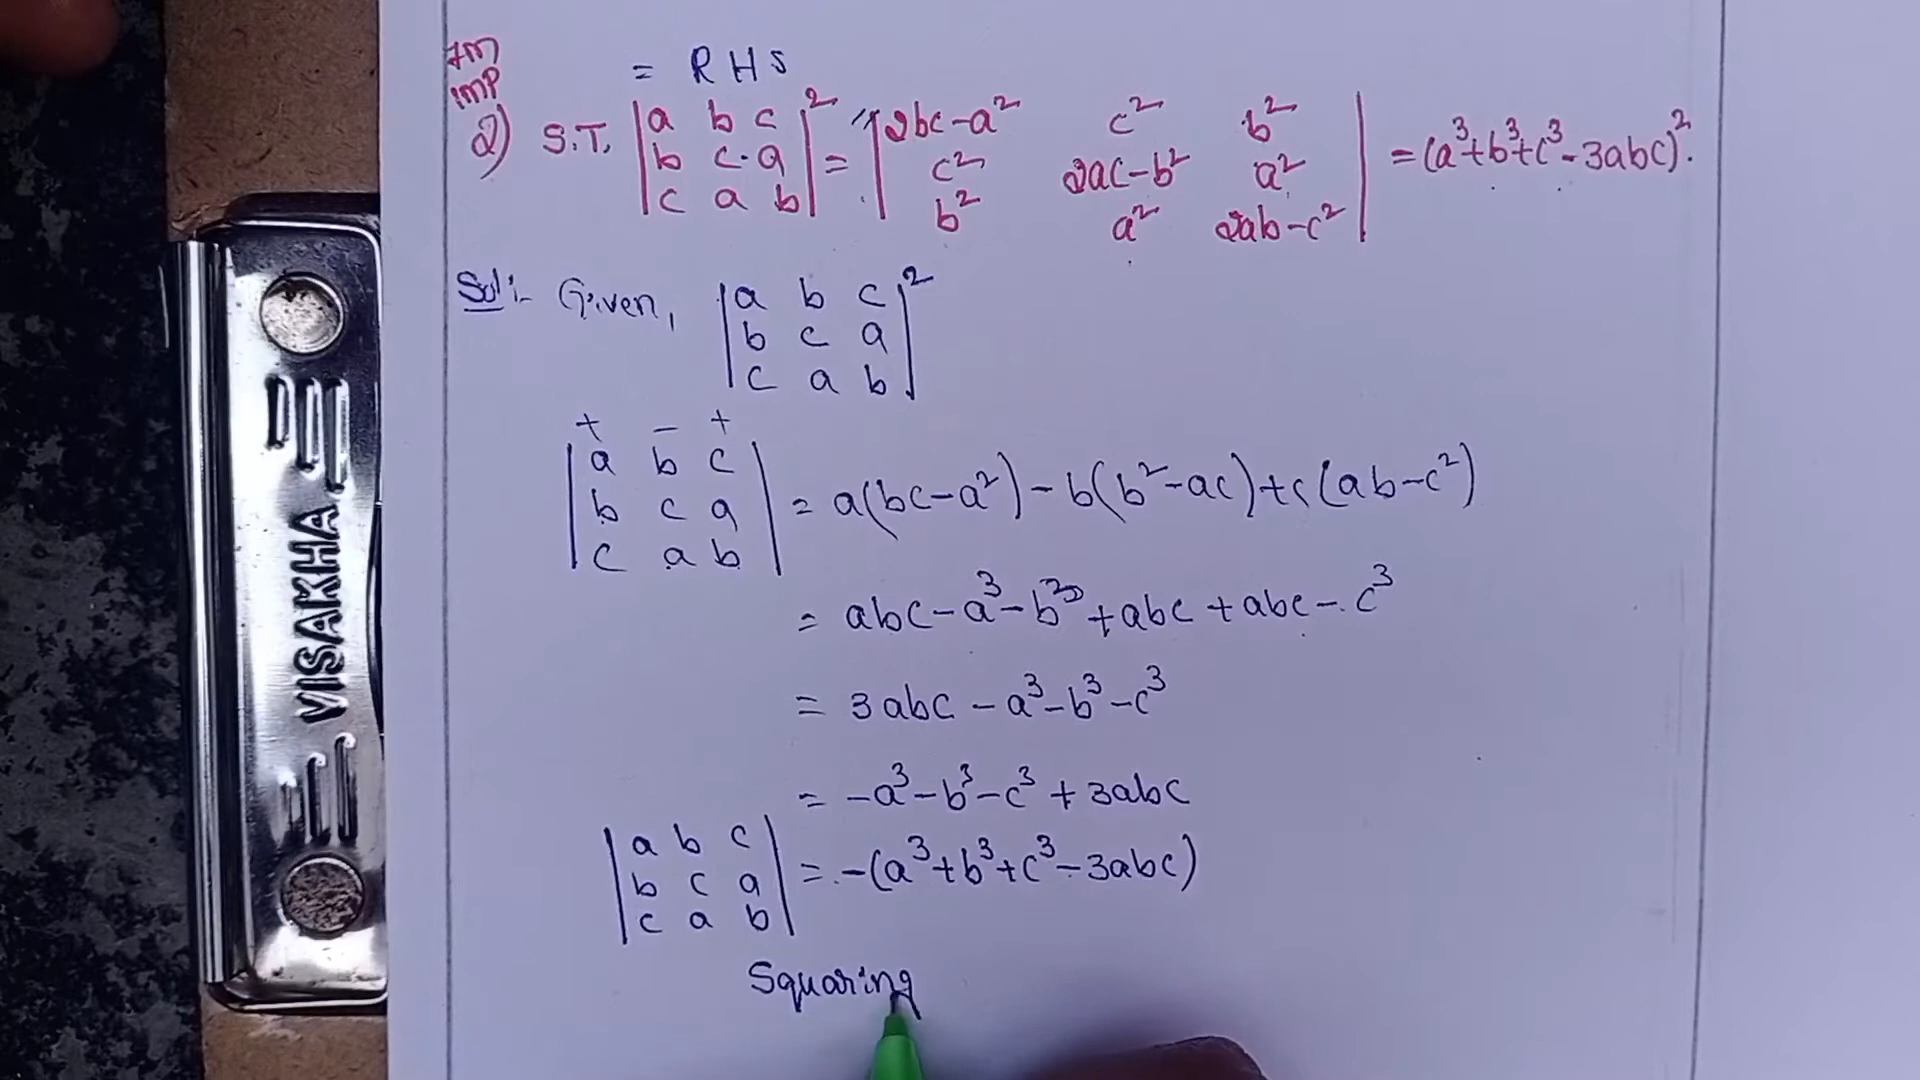 7m
imp
= RHS
2) S.T. |a b c|² = |2bc-a² c² b²| = (a³+b³+c³-3abc)².
|b c a| |c² 2ac-b² a²|
|c a b| |b² a² 2ab-c²|
Sol:- Given, |a b c|²
|b c a|
|c a b|
+ - +
|a b c|
|b c a| = a(bc-a²)-b(b²-ac)+c(ab-c²)
|c a b|
= abc-a³-b³+abc+abc-c³
= 3abc-a³-b³-c³
= -a³-b³-c³+3abc
|a b c|
|b c a| = -(a³+b³+c³-3abc)
|c a b|
Squaring
VISAKHA